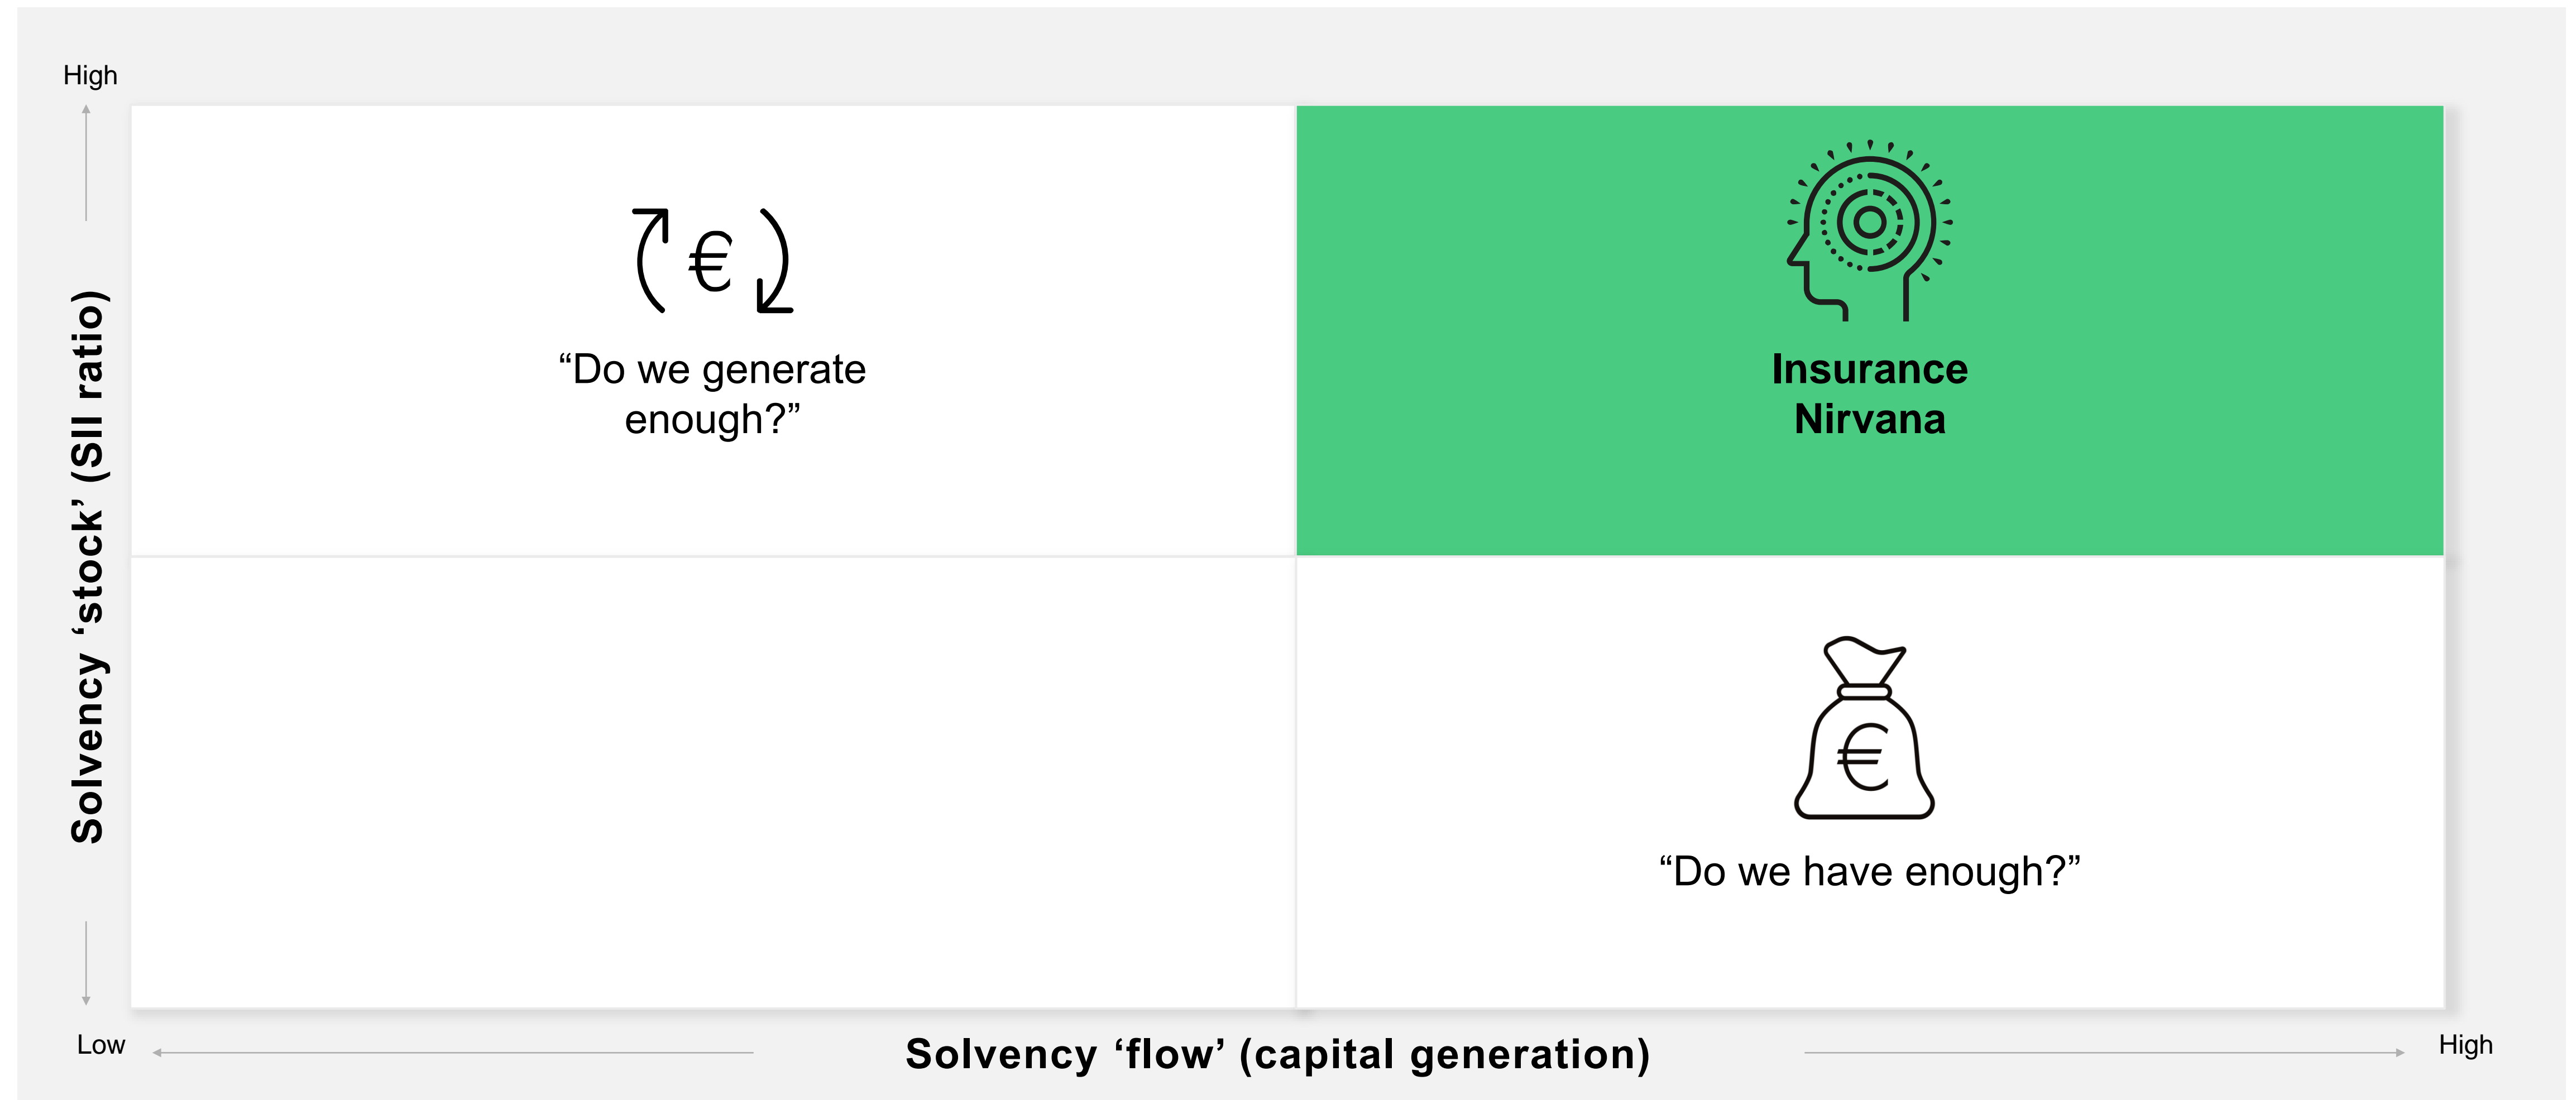 High
“Do we generate
enough?”
Insurance
Nirvana
Solvency ‘stock’ (SII ratio)
€
€
“Do we have enough?”
Low
Solvency ‘flow’ (capital generation)
High